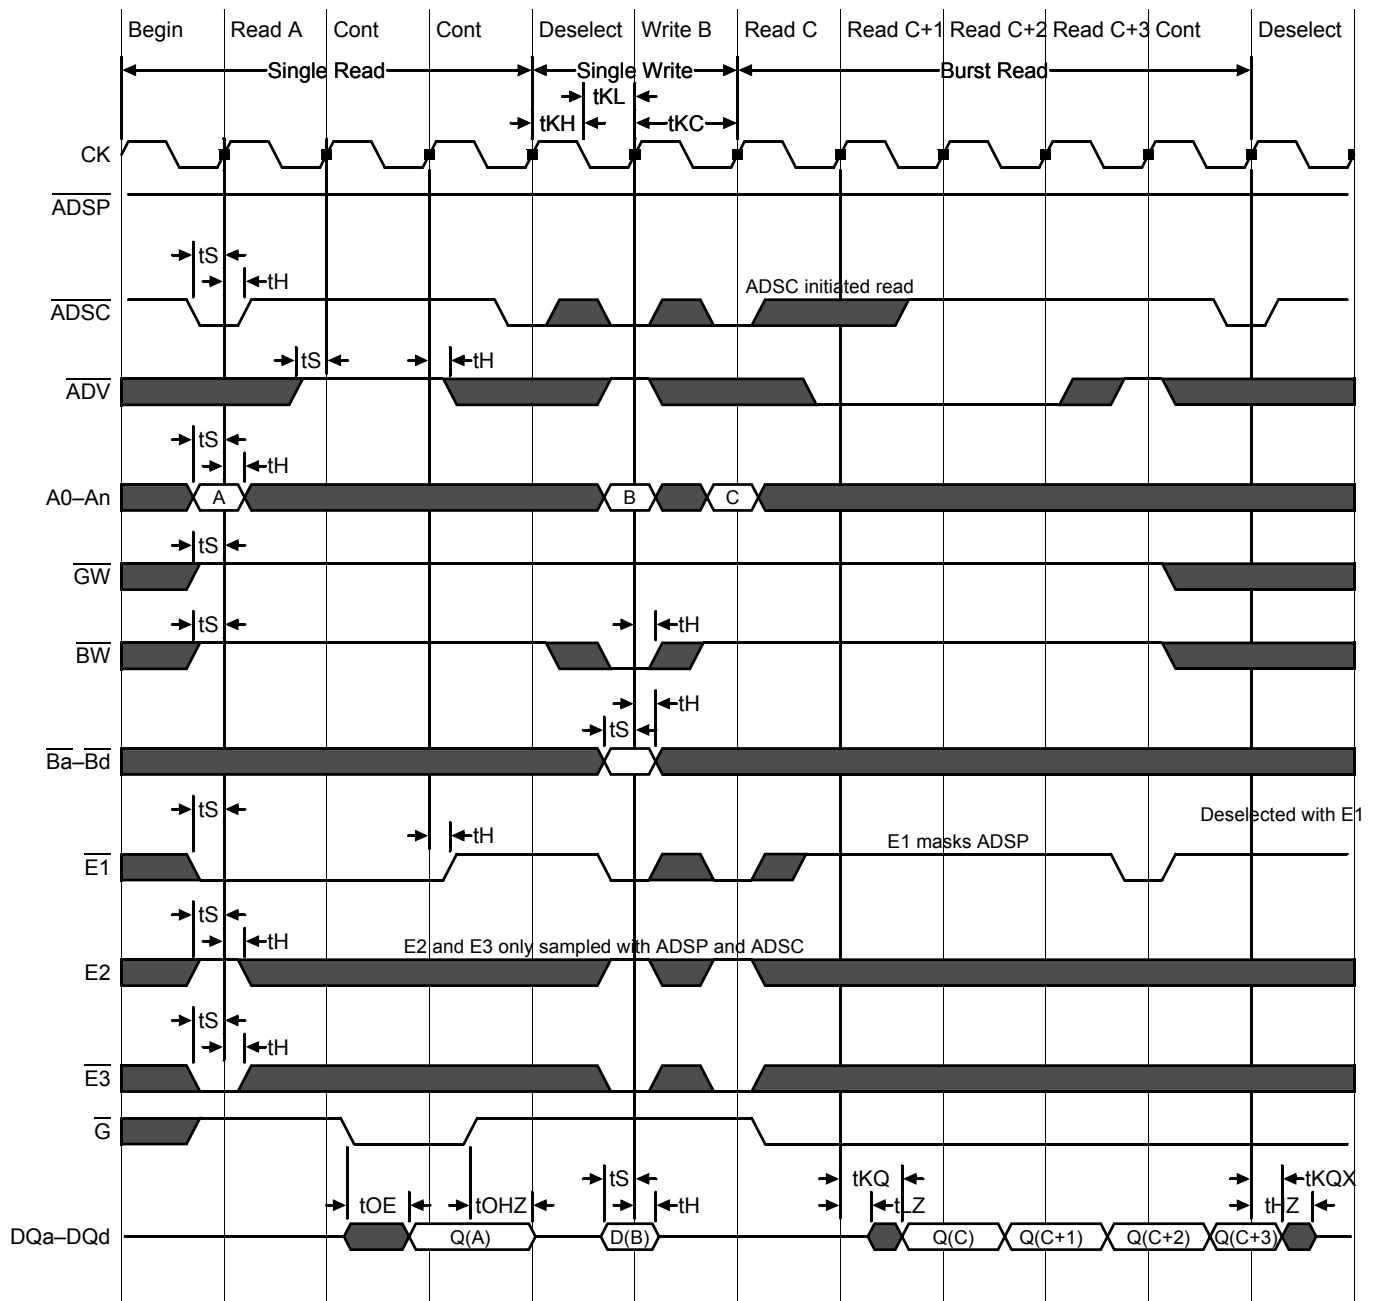 Begin Read A Cont Cont Deselect Write B Read C Read C+1 Read C+2 Read C+3 Cont Deselect
Single Read Single Write Burst Read
tKL
tKH tKC
CK
ADSP
tS
tH
ADSC initiated read
ADSC
tS tH
ADV
tS
tH
A0–An A B C
tS
GW
tS tH
BW
tH
tS
Ba–Bd
tS
Deselected with E1
tH
E1 masks ADSP
E1
tS
tH
E2 and E3 only sampled with ADSP and ADSC
E2
tS
tH
E3
G
tS tKQ tKQX
tOE tOHZ tH tLZ tHZ
DQa–DQd Q(A) D(B) Q(C) Q(C+1) Q(C+2) Q(C+3)